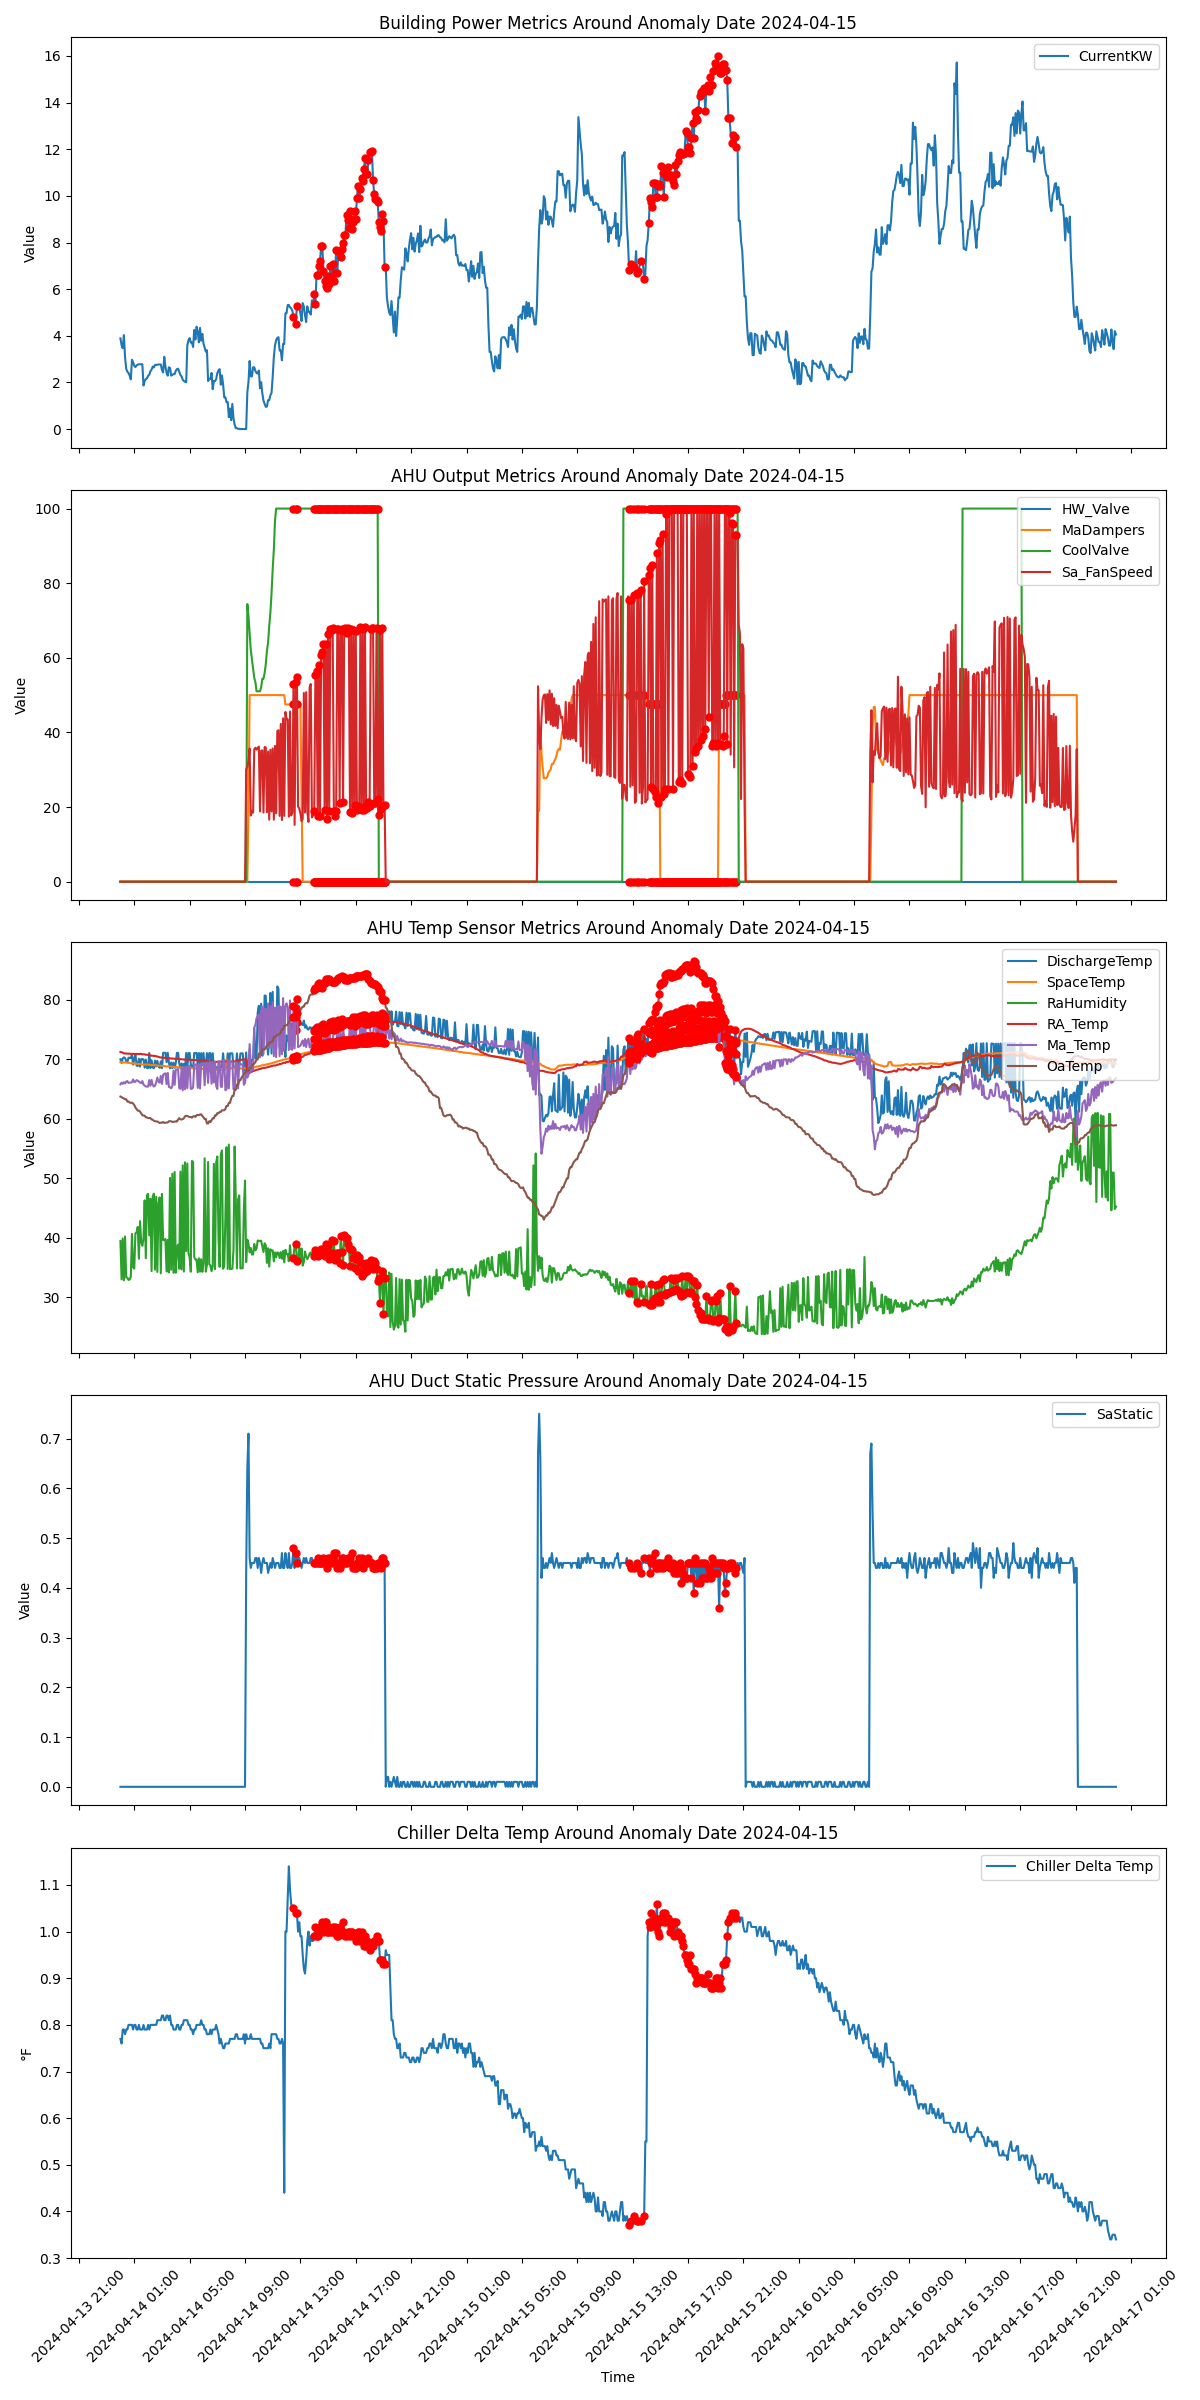 Building Power Metrics Around Anomaly Date 2024-04-15
CurrentKW
16
14
12
10
8
6
4
2
0
Value
AHU Output Metrics Around Anomaly Date 2024-04-15
HW_Valve
MaDampers
CoolValve
Sa_FanSpeed
100
80
60
40
20
0
Value
AHU Temp Sensor Metrics Around Anomaly Date 2024-04-15
DischargeTemp
SpaceTemp
RaHumidity
RA_Temp
Ma_Temp
OaTemp
80
70
60
50
40
30
Value
AHU Duct Static Pressure Around Anomaly Date 2024-04-15
SaStatic
0.7
0.6
0.5
0.4
0.3
0.2
0.1
0.0
Value
Chiller Delta Temp Around Anomaly Date 2024-04-15
Chiller Delta Temp
1.1
1.0
0.9
0.8
0.7
0.6
0.5
0.4
0.3
°F
2024-04-13 21:00
2024-04-14 01:00
2024-04-14 05:00
2024-04-14 09:00
2024-04-14 13:00
2024-04-14 17:00
2024-04-14 21:00
2024-04-15 01:00
2024-04-15 05:00
2024-04-15 09:00
2024-04-15 13:00
2024-04-15 17:00
2024-04-15 21:00
2024-04-16 01:00
2024-04-16 05:00
2024-04-16 09:00
2024-04-16 13:00
2024-04-16 17:00
2024-04-16 21:00
2024-04-17 01:00
Time